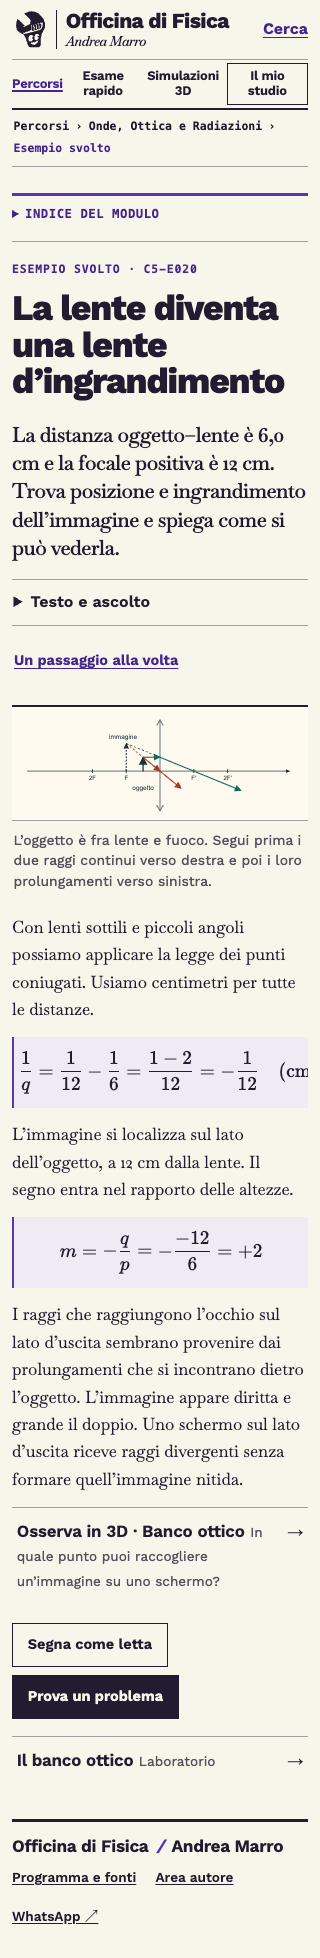 Officina di Fisica
Andrea Marro
Cerca
Percorsi
Esame rapido
Simulazioni 3D
Il mio studio
Percorsi › Onde, Ottica e Radiazioni ›
Esempio svolto
▶ INDICE DEL MODULO
ESEMPIO SVOLTO · C5–E020
La lente diventa
una lente
d’ingrandimento
La distanza oggetto–lente è 6,0
cm e la focale positiva è 12 cm.
Trova posizione e ingrandimento
dell’immagine e spiega come si
può vederla.
▶ Testo e ascolto
Un passaggio alla volta
immagine
2F F F' 2F'
oggetto
L’oggetto è fra lente e fuoco. Segui prima i
due raggi continui verso destra e poi i loro
prolungamenti verso sinistra.
Con lenti sottili e piccoli angoli
possiamo applicare la legge dei punti
coniugati. Usiamo centimetri per tutte
le distanze.
1/q = 1/12 − 1/6 = (1 − 2)/12 = −1/12 (cm
L’immagine si localizza sul lato
dell’oggetto, a 12 cm dalla lente. Il
segno entra nel rapporto delle altezze.
m = −q/p = −(−12)/6 = +2
I raggi che raggiungono l’occhio sul
lato d’uscita sembrano provenire dai
prolungamenti che si incontrano dietro
l’oggetto. L’immagine appare diritta e
grande il doppio. Uno schermo sul lato
d’uscita riceve raggi divergenti senza
formare quell’immagine nitida.
Osserva in 3D · Banco ottico In →
quale punto puoi raccogliere
un’immagine su uno schermo?
Segna come letta
Prova un problema
Il banco ottico Laboratorio →
Officina di Fisica / Andrea Marro
Programma e fonti Area autore
WhatsApp ↗